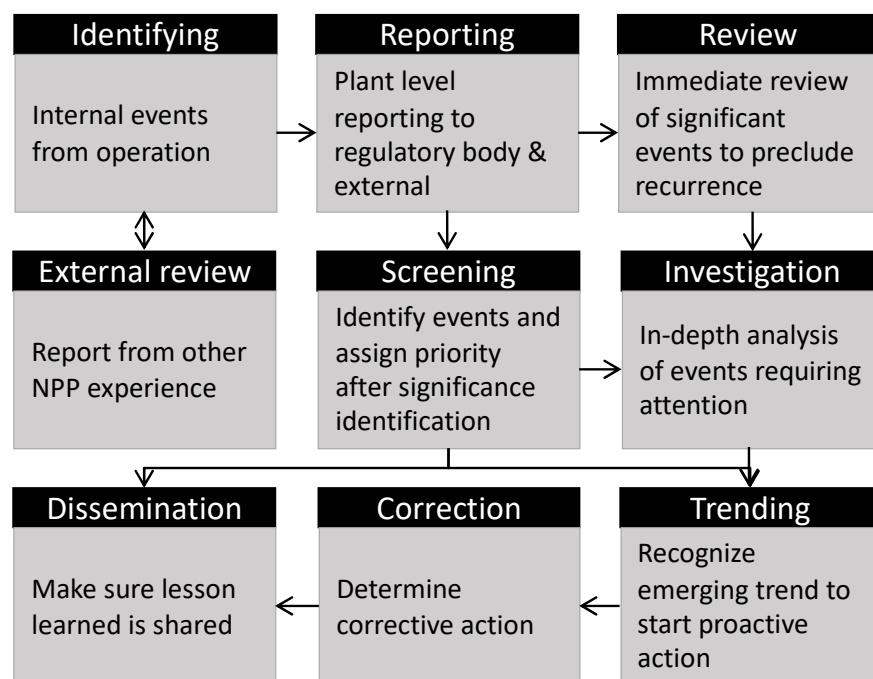 Identifying
Internal events
from operation
Reporting
Plant level
reporting to
regulatory body &
external
Review
Immediate review
of significant
events to preclude
recurrence
External review
Report from other
NPP experience
Screening
Identify events and
assign priority
after significance
identification
Investigation
In-depth analysis
of events requiring
attention
Dissemination
Make sure lesson
learned is shared
Correction
Determine
corrective action
Trending
Recognize
emerging trend to
start proactive
action